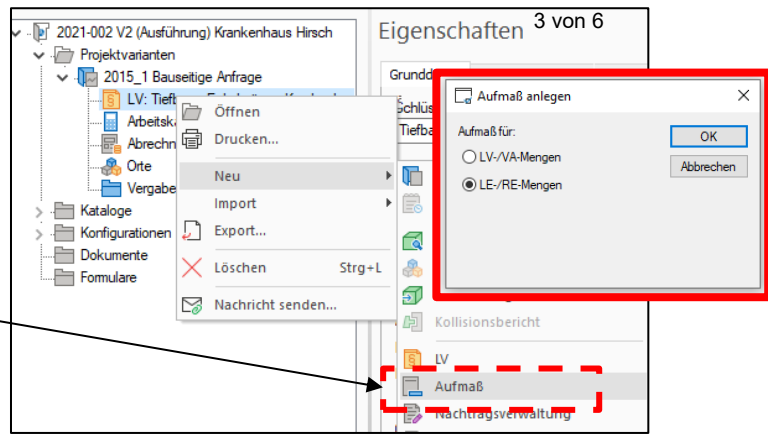 2021-002 V2 (Ausführung) Krankenhaus Hirsch
Projektvarianten
2015_1 Bauseitige Anfrage
LV:
Arbeitsk
Abrechn
Orte
Vergabe
Kataloge
Konfigurationen
Dokumente
Formulare
Öffnen
Drucken...
Neu
Import
Export...
Löschen Strg+L
Nachricht senden...
Eigenschaften
3 von 6
Grundd
Schlüs
Tiefba
Kollisionsbericht
LV
Aufmaß
Nachtragsverwaltung
Aufmaß anlegen
Aufmaß für:
LV-/VA-Mengen
LE-/RE-Mengen
OK
Abbrechen